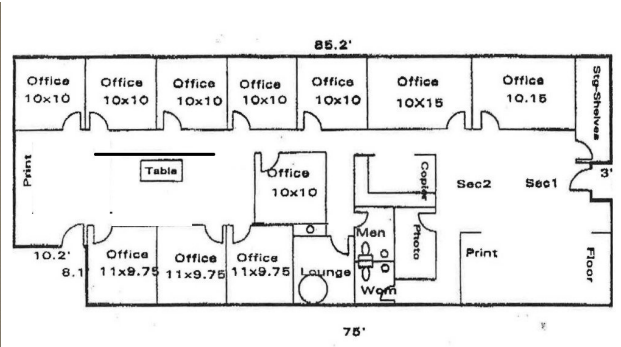 85.2'
Office
10x10
Office
10x10
Office
10x10
Office
10x10
Office
10x10
Office
10X15
Office
10.15
Stg-Shelves
Print
Table
Office
10x10
Copier
Sec2
Sec1
3'
10.2'
8.1
Office
11x9.75
Office
11x9.75
Office
11x9.75
Lounge
Men
Wom
Photo
Print
Floor
75'